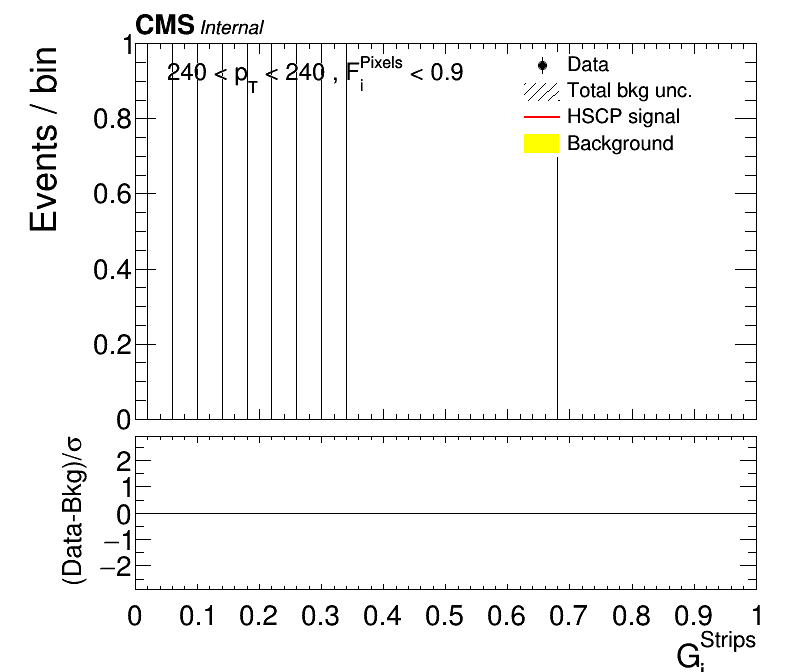 CMS Internal
240 < p_T < 240 , F_i^Pixels < 0.9
Data
Total bkg unc.
HSCP signal
Background
Events / bin
1
0.8
0.6
0.4
0.2
0
(Data-Bkg)/σ
2
1
0
−1
−2
0 0.1 0.2 0.3 0.4 0.5 0.6 0.7 0.8 0.9 1
G_i^Strips